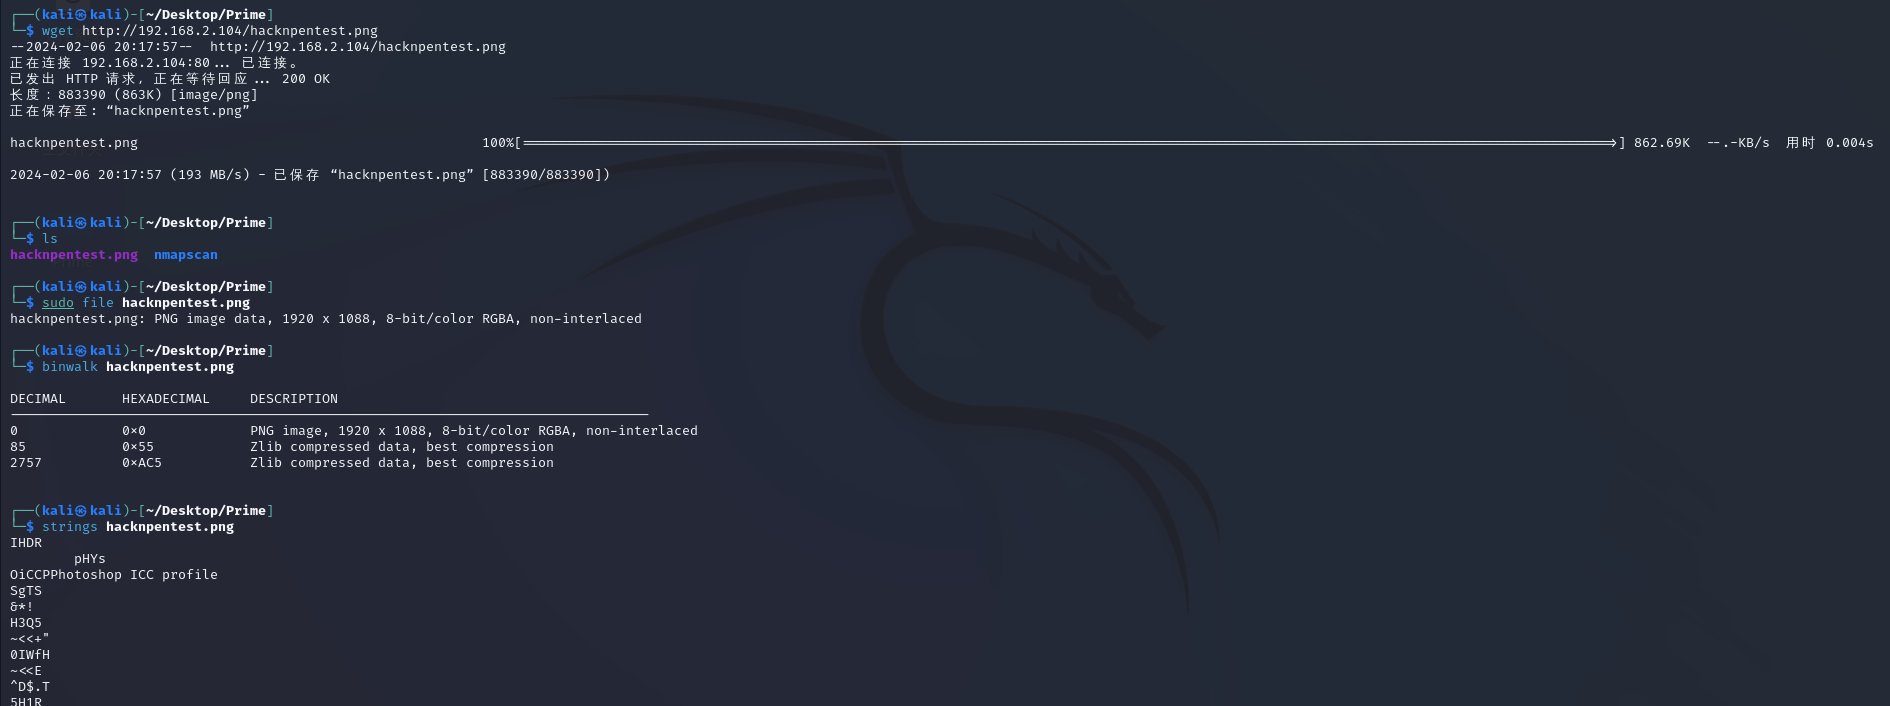 ┌──(kali㉿kali)-[~/Desktop/Prime]
└─$ wget http://192.168.2.104/hacknpentest.png
--2024-02-06 20:17:57--  http://192.168.2.104/hacknpentest.png
正在连接 192.168.2.104:80... 已连接。
已发出 HTTP 请求，正在等待回应... 200 OK
长度：883390 (863K) [image/png]
正在保存至: “hacknpentest.png”
hacknpentest.png 100%[===================>] 862.69K --.-KB/s 用时 0.004s
2024-02-06 20:17:57 (193 MB/s) - 已保存 “hacknpentest.png” [883390/883390])
┌──(kali㉿kali)-[~/Desktop/Prime]
└─$ ls
hacknpentest.png  nmapscan
┌──(kali㉿kali)-[~/Desktop/Prime]
└─$ sudo file hacknpentest.png
hacknpentest.png: PNG image data, 1920 x 1088, 8-bit/color RGBA, non-interlaced
┌──(kali㉿kali)-[~/Desktop/Prime]
└─$ binwalk hacknpentest.png
DECIMAL       HEXADECIMAL     DESCRIPTION
--------------------------------------------------------------------------------
0             0x0             PNG image, 1920 x 1088, 8-bit/color RGBA, non-interlaced
85            0x55            Zlib compressed data, best compression
2757          0xAC5           Zlib compressed data, best compression
┌──(kali㉿kali)-[~/Desktop/Prime]
└─$ strings hacknpentest.png
IHDR
pHYs
OiCCPPhotoshop ICC profile
SgTS
&*!
H3Q5
~<<+"
0IWfH
~<<E
^D$.T
5H1R